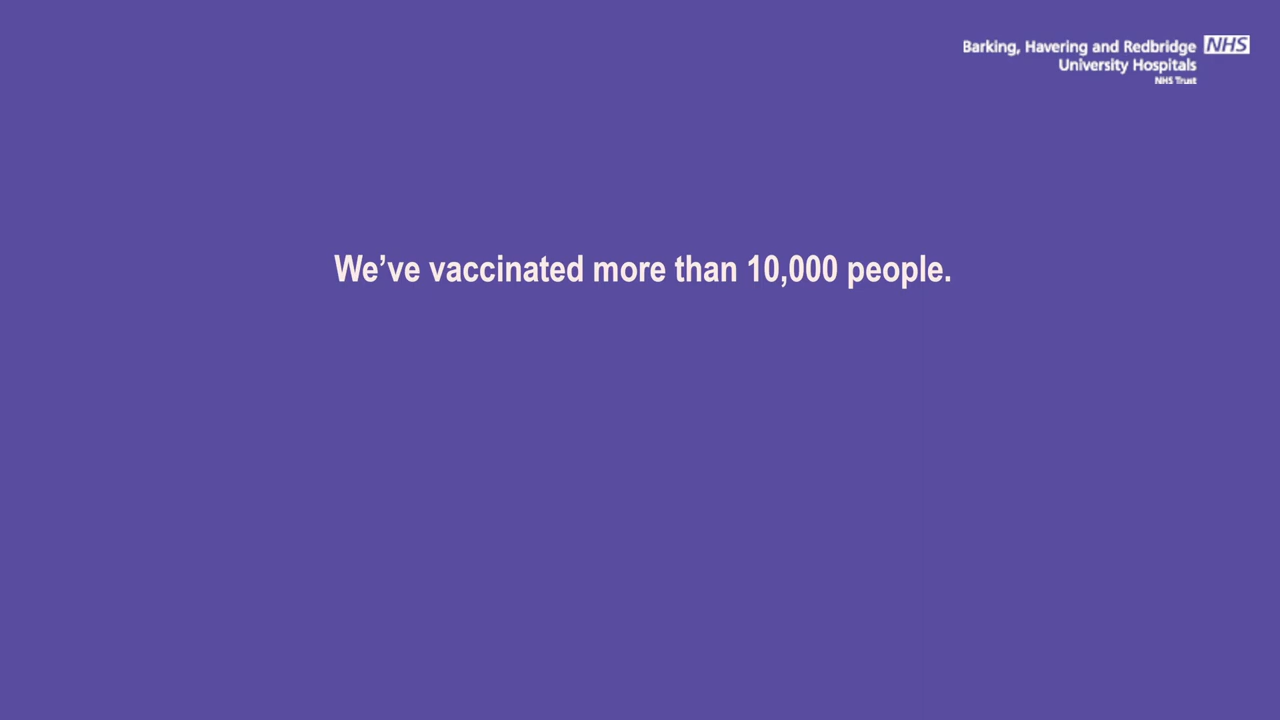 Barking, Havering and Redbridge NHS
University Hospitals
NHS Trust
We’ve vaccinated more than 10,000 people.